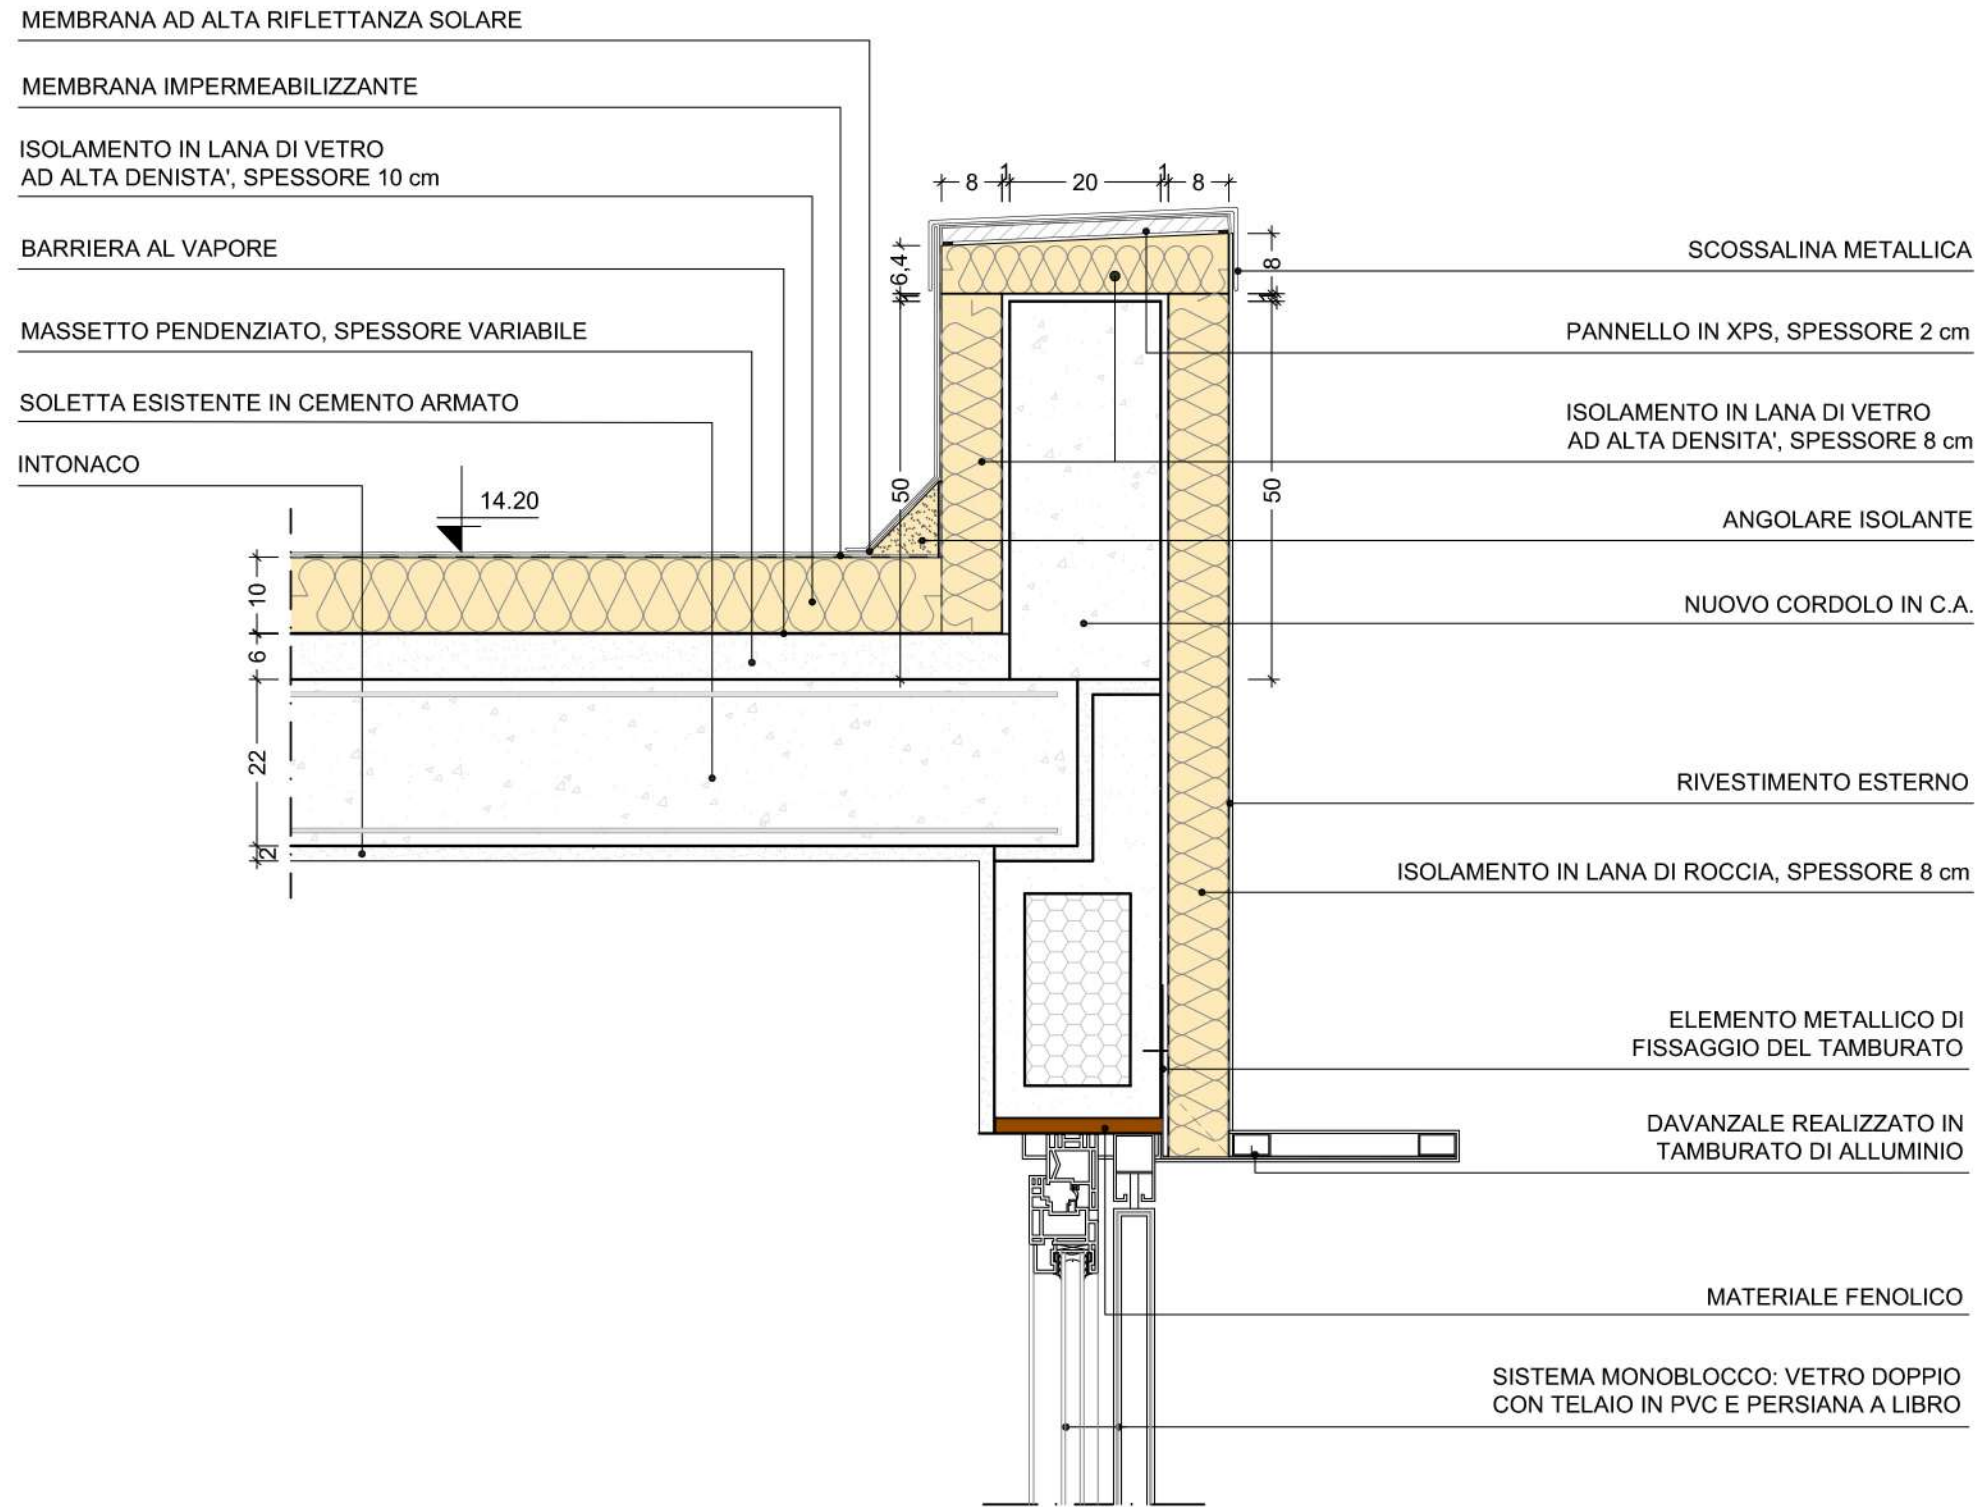 MEMBRANA AD ALTA RIFLETTANZA SOLARE
MEMBRANA IMPERMEABILIZZANTE
ISOLAMENTO IN LANA DI VETRO
AD ALTA DENISTA', SPESSORE 10 cm
BARRIERA AL VAPORE
MASSETTO PENDENZIATO, SPESSORE VARIABILE
SOLETTA ESISTENTE IN CEMENTO ARMATO
INTONACO
14.20
10
6
22
2
8
1
20
1
8
6,4
1
50
8
1
50
SCOSSALINA METALLICA
PANNELLO IN XPS, SPESSORE 2 cm
ISOLAMENTO IN LANA DI VETRO
AD ALTA DENSITA', SPESSORE 8 cm
ANGOLARE ISOLANTE
NUOVO CORDOLO IN C.A.
RIVESTIMENTO ESTERNO
ISOLAMENTO IN LANA DI ROCCIA, SPESSORE 8 cm
ELEMENTO METALLICO DI
FISSAGGIO DEL TAMBURATO
DAVANZALE REALIZZATO IN
TAMBURATO DI ALLUMINIO
MATERIALE FENOLICO
SISTEMA MONOBLOCCO: VETRO DOPPIO
CON TELAIO IN PVC E PERSIANA A LIBRO